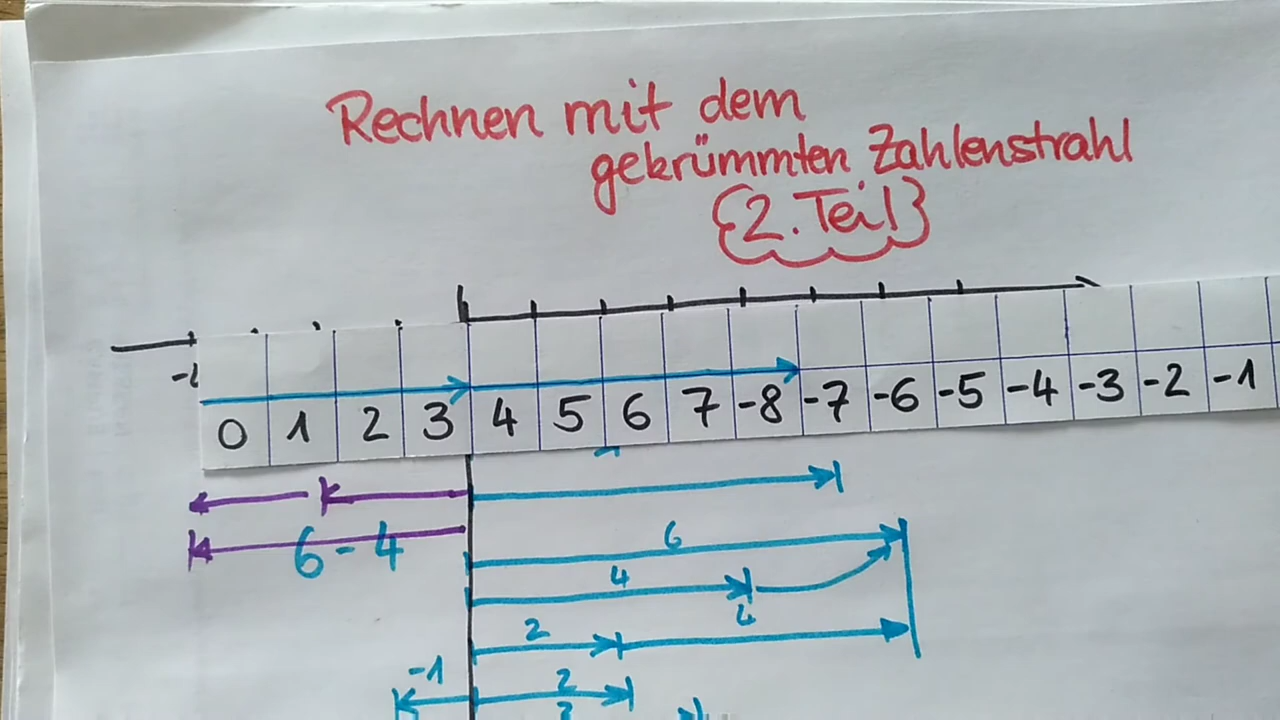 Rechnen mit dem
gekrümmten Zahlenstrahl
{2. Teil}
0 1 2 3 4 5 6 7 -8 -7 -6 -5 -4 -3 -2 -1
6 - 4
6
4
2
-1
2